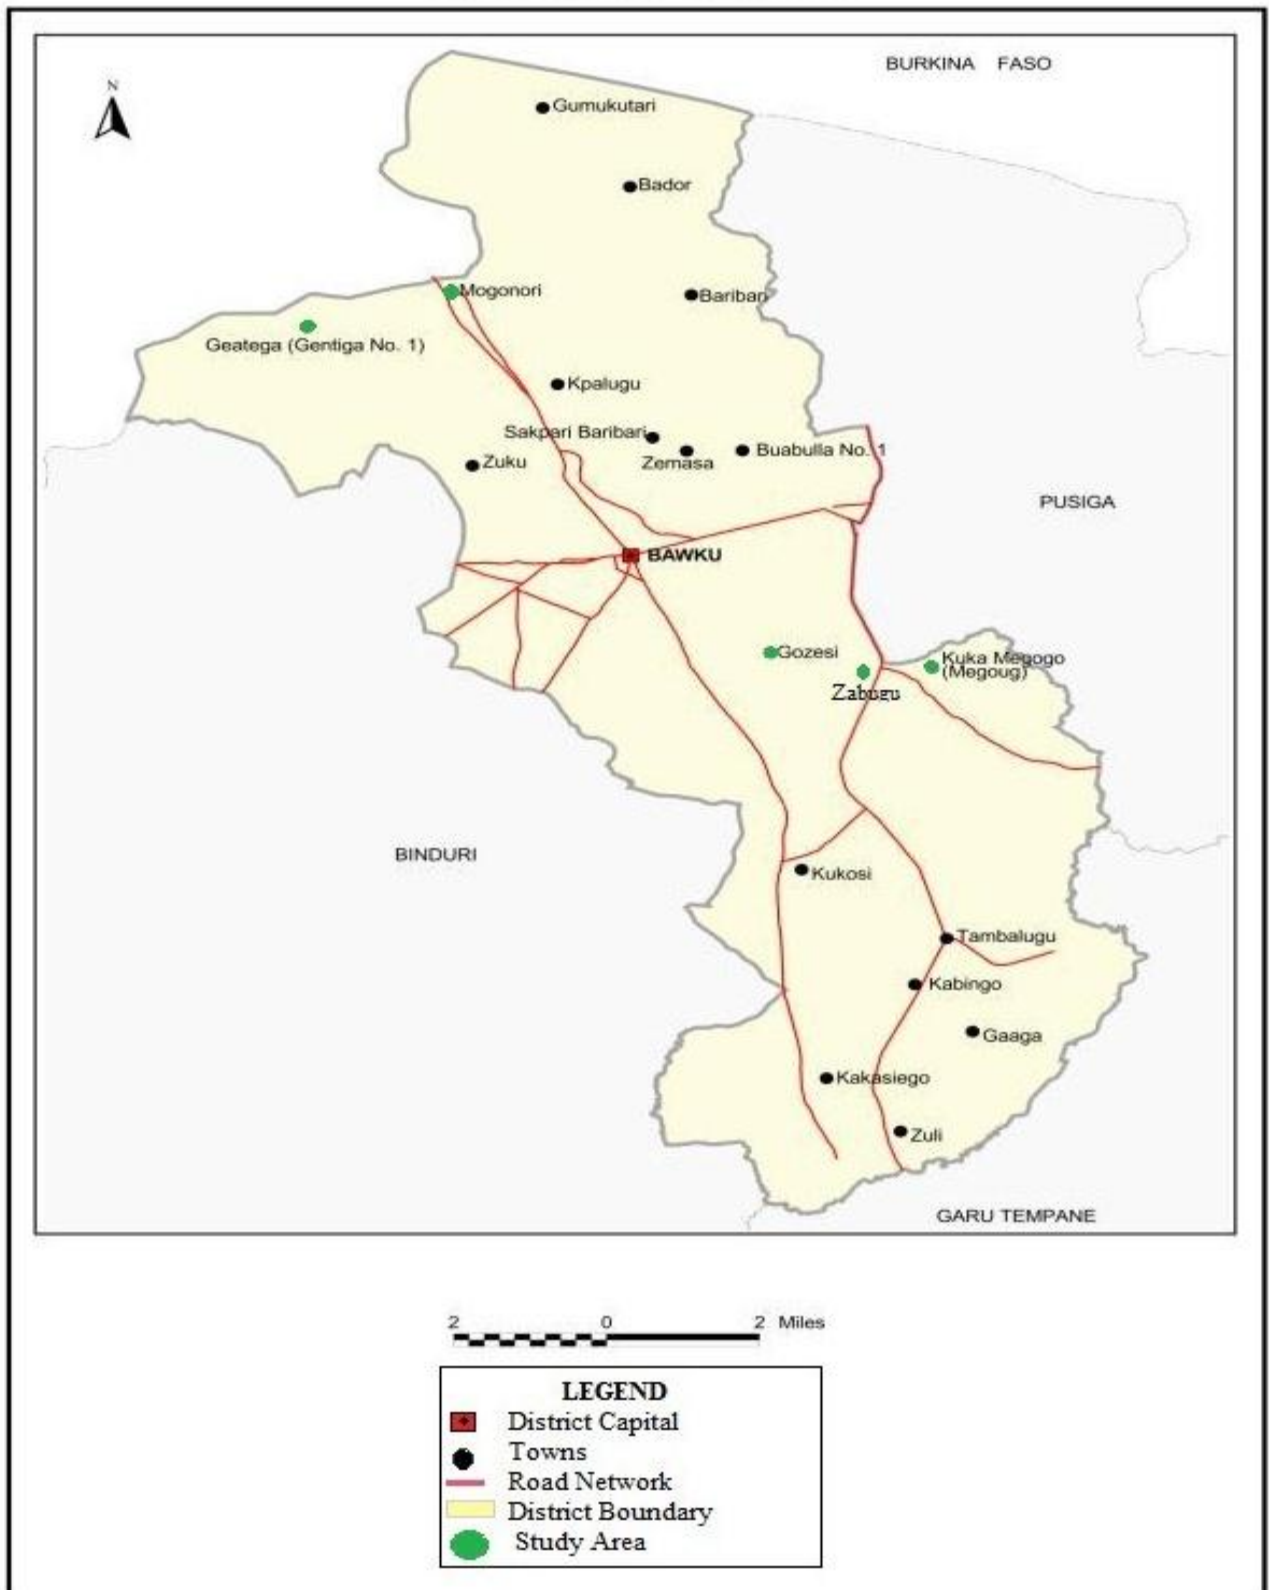 BURKINA FASO
N
Gumukutari
Bador
Mogonori
Baribari
Geatega (Gentiga No. 1)
Kpalugu
Sakpari Baribari
Zemasa
Buabulla No. 1
Zuku
PUSIGA
BAWKU
Gozesi
Kuka Megogo
(Megoug)
Zabugu
BINDURI
Kukosi
Tambalugu
Kabingo
Gaaga
Kakasiego
Zuli
GARU TEMPANE
2 0 2 Miles
LEGEND
District Capital
Towns
Road Network
District Boundary
Study Area